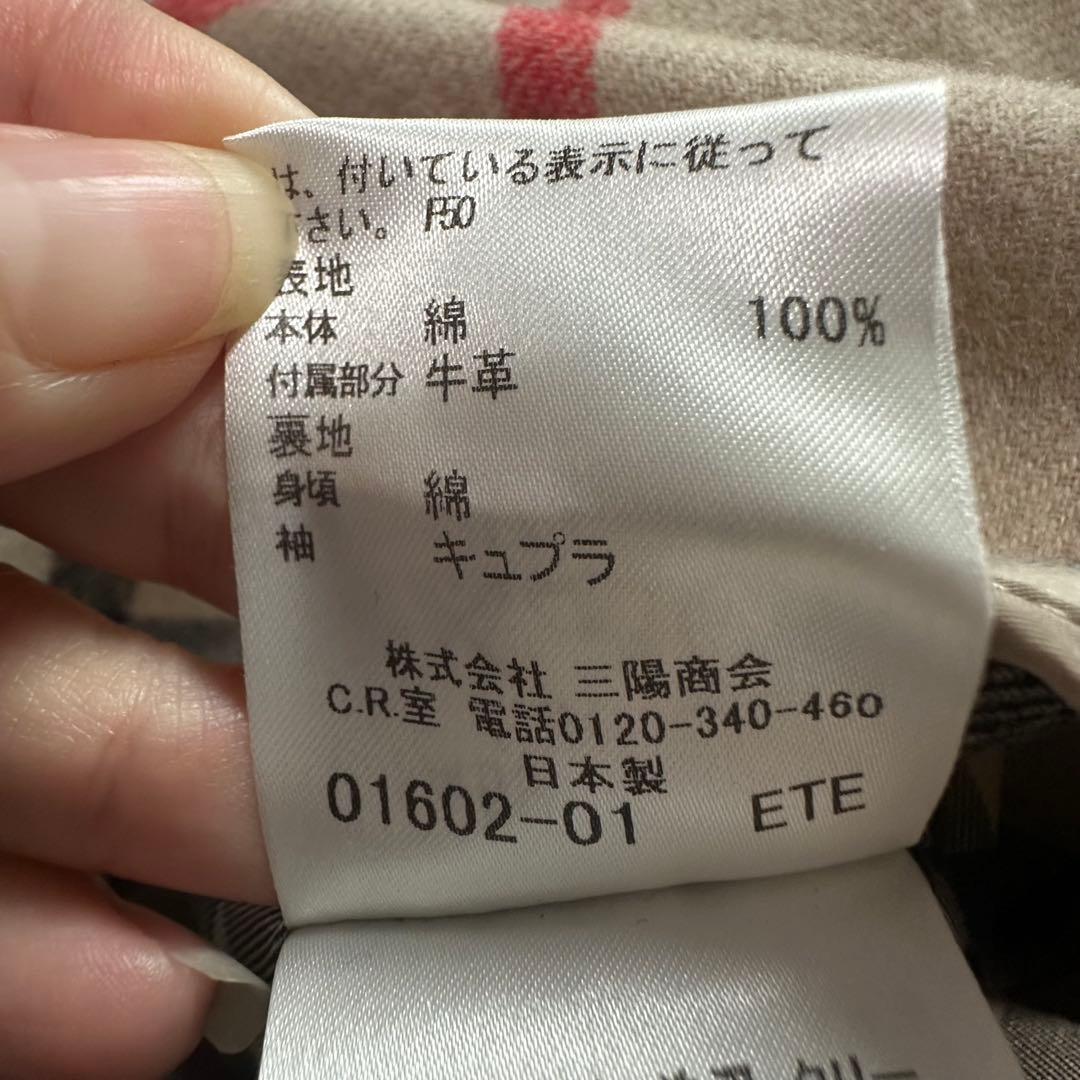 は、付いている表示に従って
さい。 P50
表地
本体 綿 100%
付属部分 牛革
裏地
身頃 綿
袖 キュプラ
株式会社 三陽商会
C.R.室 電話0120-340-460
日本製
01602-01 ETE